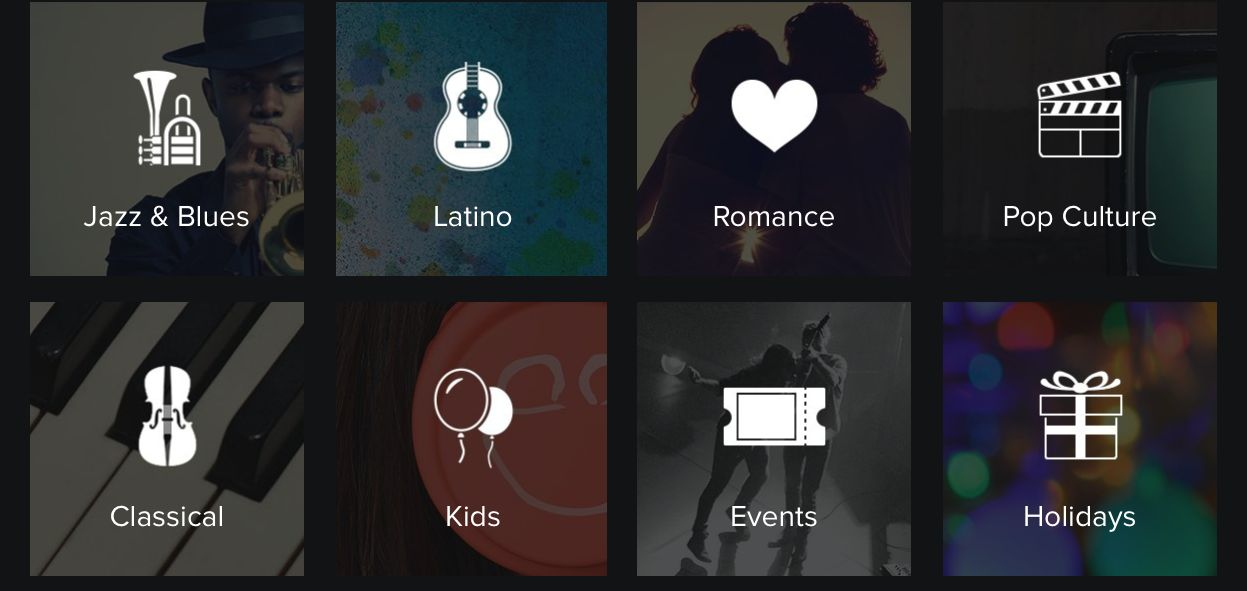 Jazz & Blues
Latino
Romance
Pop Culture
Classical
Kids
Events
Holidays